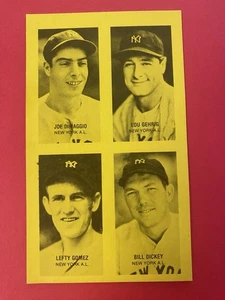 JOE DiMAGGIO
NEW YORK A.L.
LOU GEHRIG
NEW YORK A.L.
LEFTY GOMEZ
NEW YORK A.L.
BILL DICKEY
NEW YORK A.L.